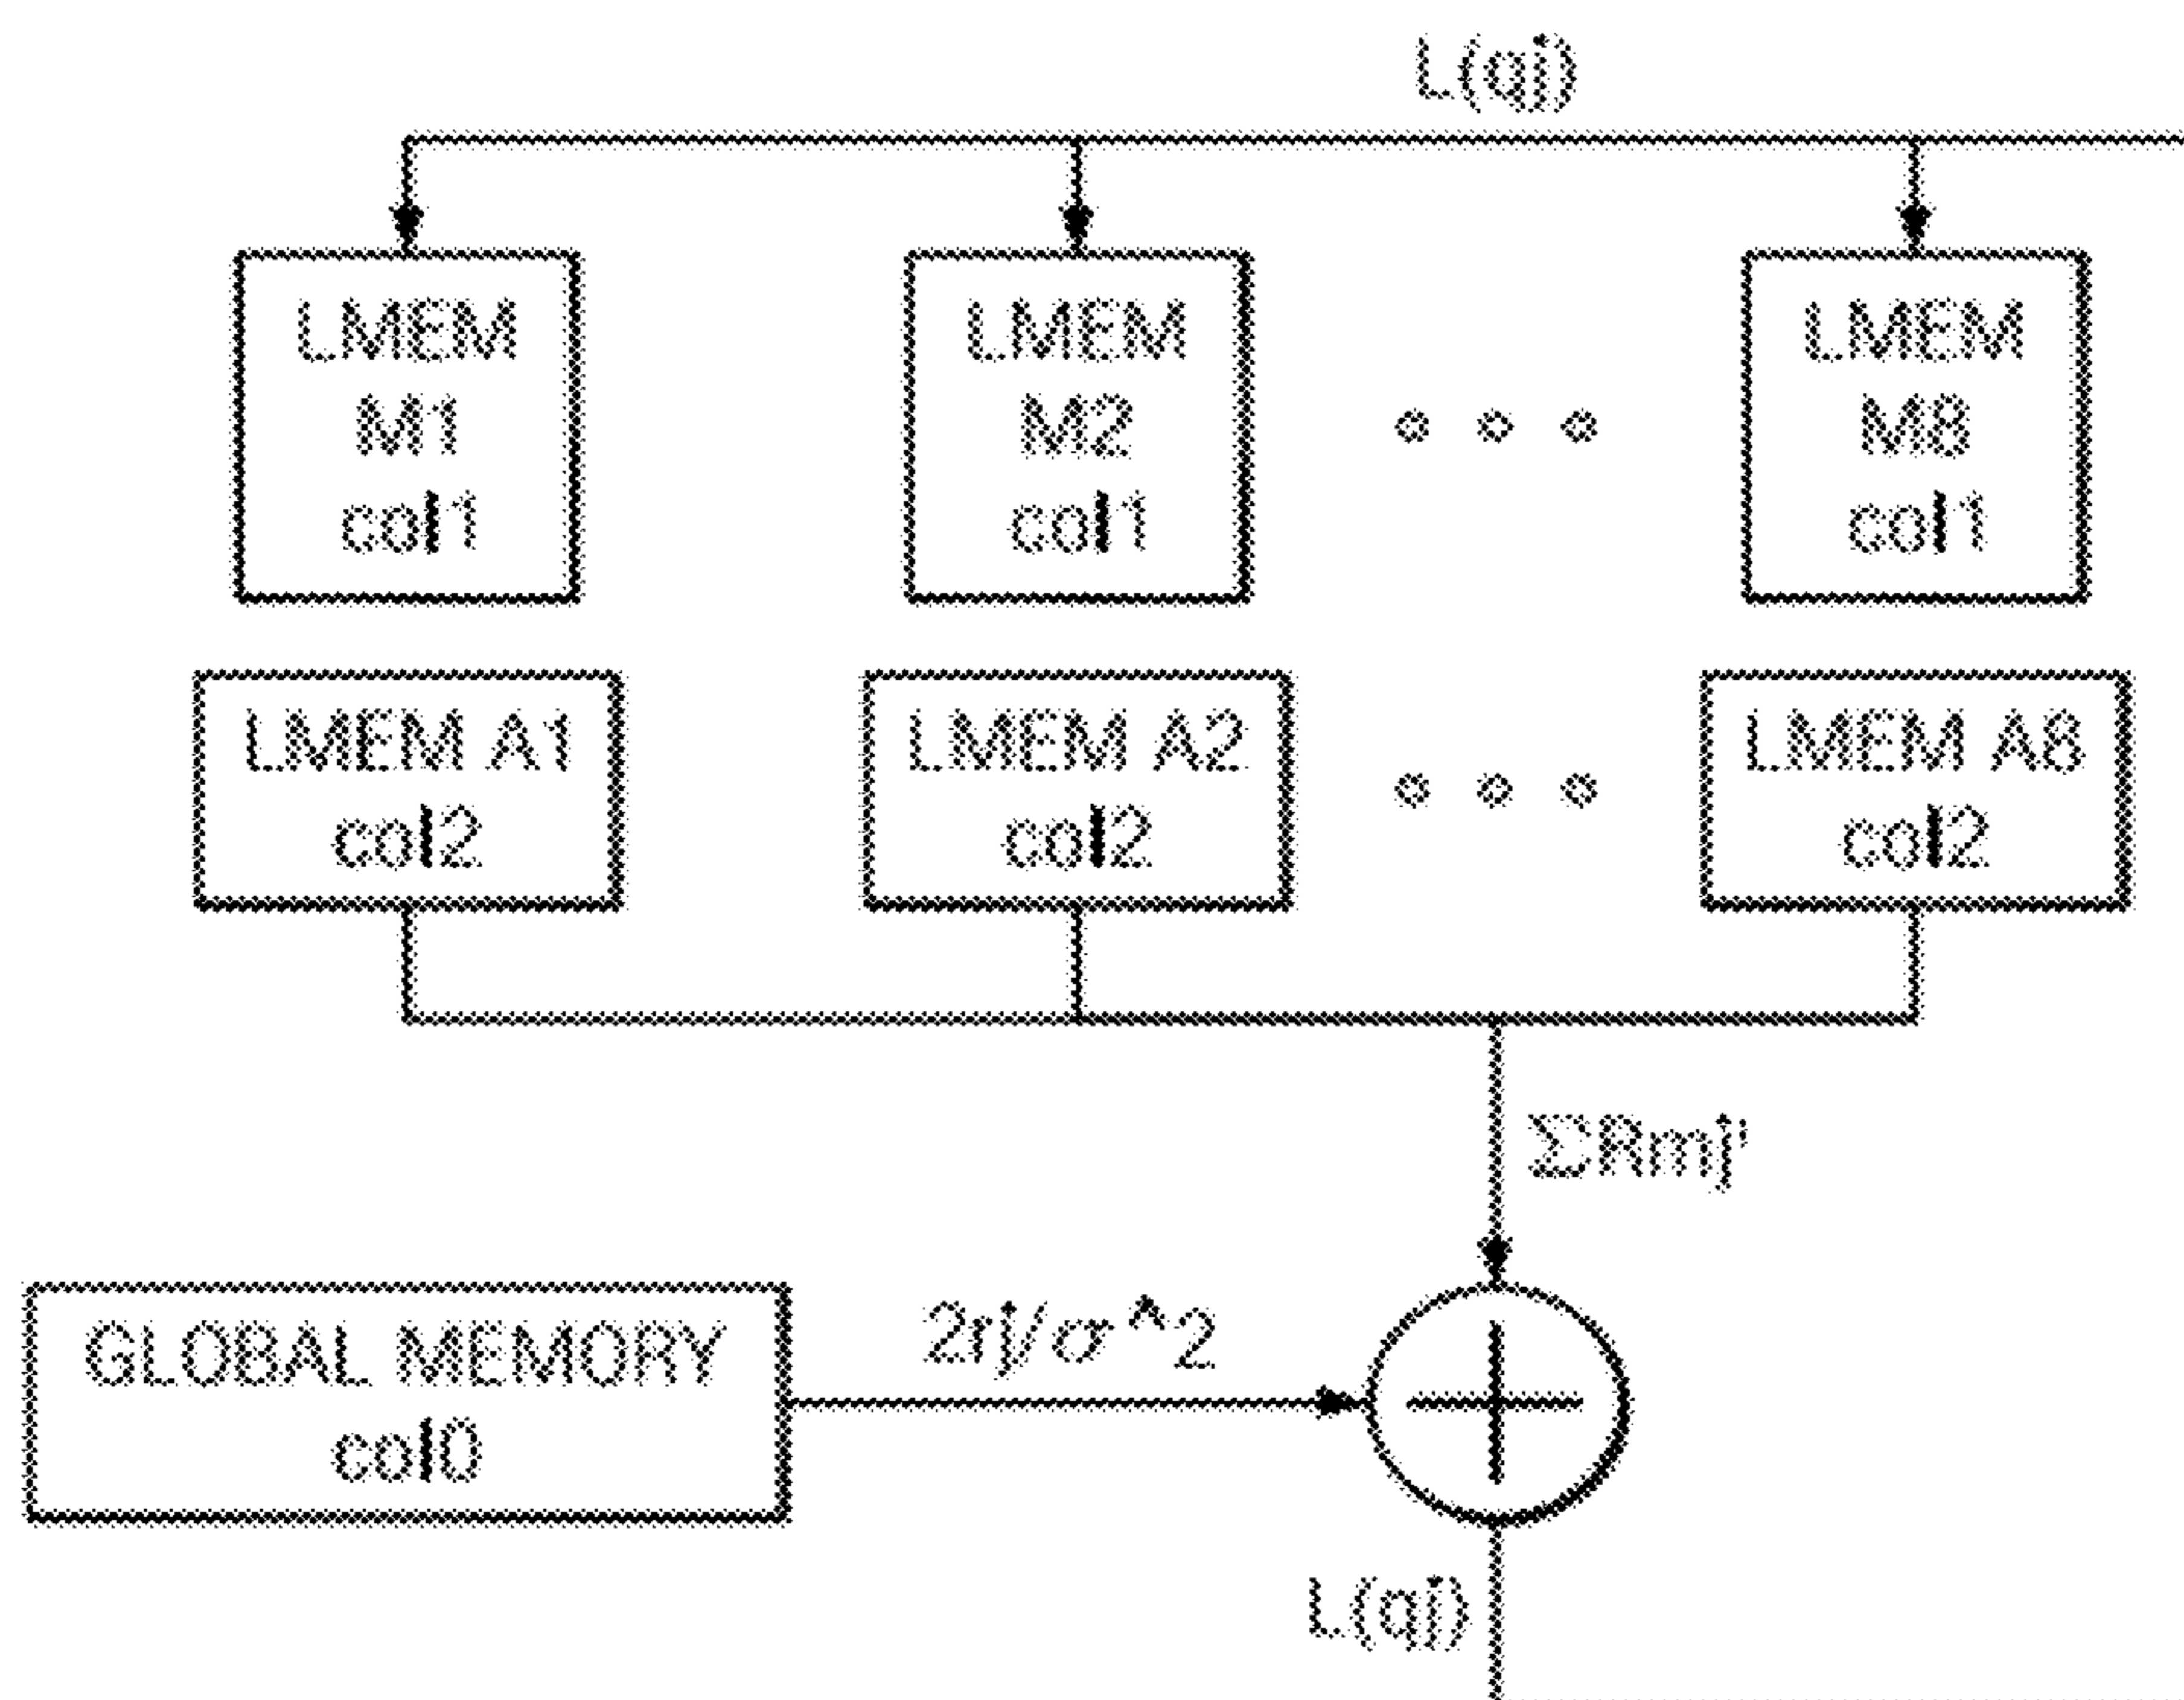 L(qj)
LMEM
M1
col1
LMEM
M2
col1
LMEM
M8
col1
LMEM A1
col2
LMEM A2
col2
LMEM A8
col2
ΣRmj'
GLOBAL MEMORY
col0
2rj/σ^2
L(qj)